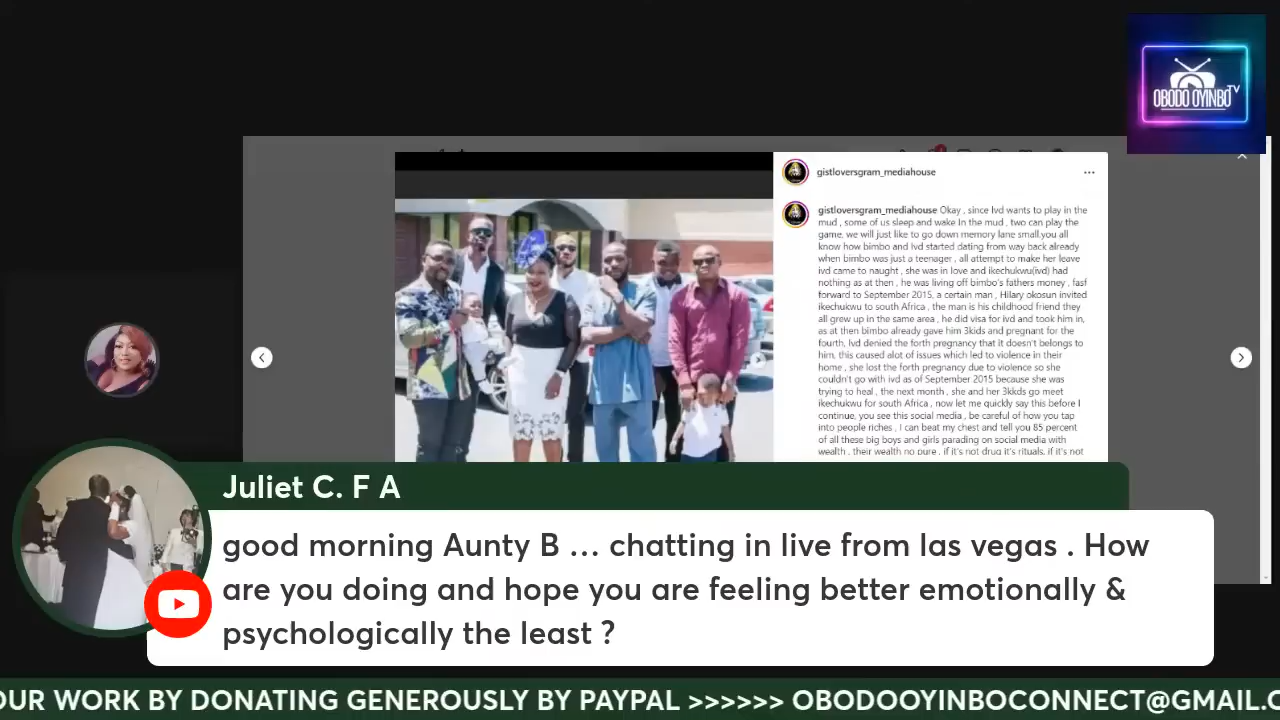 OBODO OYINBO TV
gistloversgram_mediahouse
gistloversgram_mediahouse Okay , since lvd wants to play in the
mud , some of us sleep and wake in the mud , two can play the
game, we will just like to go down memory lane small,you all
know how bimbo and lvd started dating from way back already
when bimbo was just a teenager , all attempt to make her leave
ivd came to naught , she was in love and ikechukwu(ivd) had
nothing as at then , he was living off bimbo's fathers money , fasf
forward to September 2015, a certain man , Hilary okosun invited
ikechukwu to south Africa , the man is his childhood friend they
all grew up in the same area , he did visa for ivd and took him in,
as at then bimbo already gave him 3kids and pregnant for the
fourth, lvd denied the forth pregnancy that it doesn't belongs to
him, this caused alot of issues which led to violence in their
home , she lost the forth pregnancy due to violence so she
couldn't go with ivd as of September 2015 because she was
trying to heal , the next month , she and her 3kkds go meet
ikechukwu for south Africa , now let me quickly say this before I
continue, you see this social media , be careful of how you tap
into people riches , I can beat my chest and tell you 85 percent
of all these big boys and girls parading on social media with
wealth , their wealth no pure , if it's not drug it's rituals, if it's not
Juliet C. F A
good morning Aunty B ... chatting in live from las vegas . How
are you doing and hope you are feeling better emotionally &
psychologically the least ?
OUR WORK BY DONATING GENEROUSLY BY PAYPAL >>>>>> OBODOOYINBOCONNECT@GMAIL.C